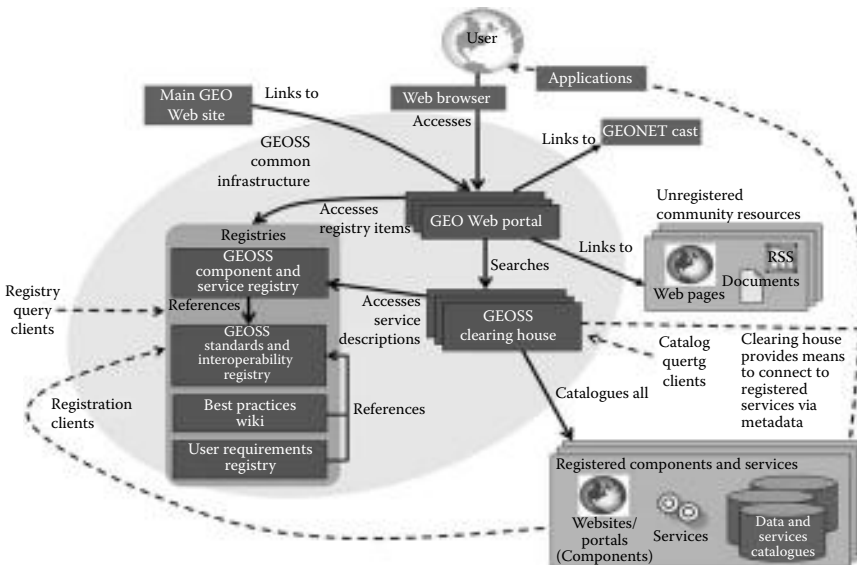 User
Applications
Main GEO
Web site
Links to
Web browser
Accesses
Links to
GEONET cast
GEOSS
common
infrastructure
Unregistered
community resources
Accesses
registry items
GEO Web portal
RSS
Registries
Links to
Documents
Web pages
GEOSS
component and
service registry
Searches
Registry
query
clients
References
Accesses
service
descriptions
GEOSS
clearing house
GEOSS
standards and
interoperability
registry
Catalog
quertg
clients
Clearing house
provides means
to connect to
registered
services via
metadata
Catalogues all
Registration
clients
Best practices
wiki
References
User requirements
registry
Registered components and services
Websites/
portals
(Components)
Services
Data and
services
catalogues